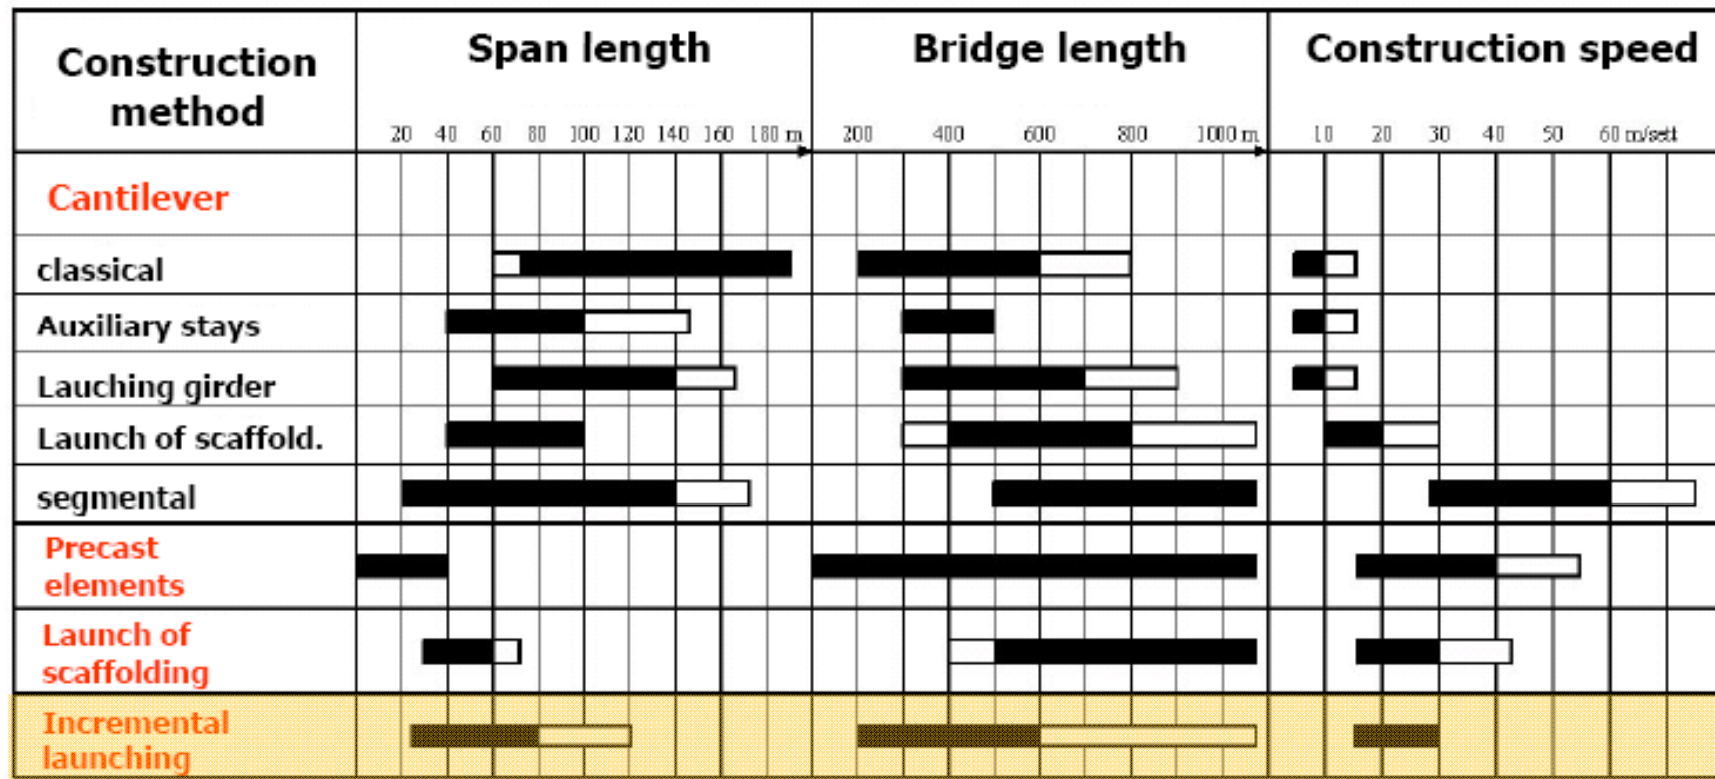 Construction
method
Span length
Bridge length
Construction speed
20 40 60 80 100 120 140 160 180 m
200 400 600 800 1000 m
10 20 30 40 50 60 m/sett
Cantilever
classical
Auxiliary stays
Lauching girder
Launch of scaffold.
segmental
Precast
elements
Launch of
scaffolding
Incremental
launching